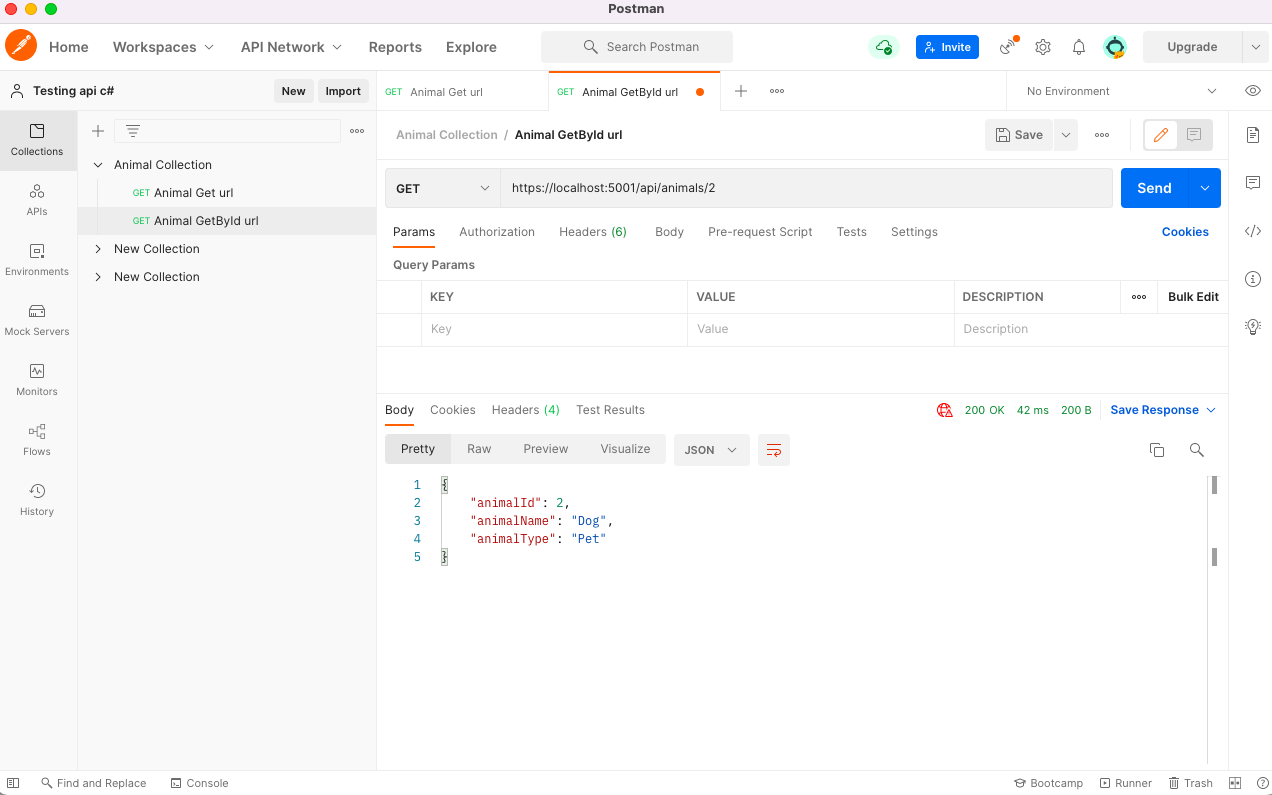 Postman
Home Workspaces API Network Reports Explore Search Postman Invite Upgrade
Testing api c# New Import GET Animal Get url GET Animal GetById url No Environment
Collections
APIs
Environments
Mock Servers
Monitors
Flows
History
Animal Collection
GET Animal Get url
GET Animal GetById url
New Collection
New Collection
Animal Collection / Animal GetById url Save
GET https://localhost:5001/api/animals/2 Send
Params Authorization Headers (6) Body Pre-request Script Tests Settings Cookies
Query Params
KEY VALUE DESCRIPTION Bulk Edit
Key Value Description
Body Cookies Headers (4) Test Results 200 OK 42 ms 200 B Save Response
Pretty Raw Preview Visualize JSON
1 {
2 "animalId": 2,
3 "animalName": "Dog",
4 "animalType": "Pet"
5 }
Find and Replace Console Bootcamp Runner Trash